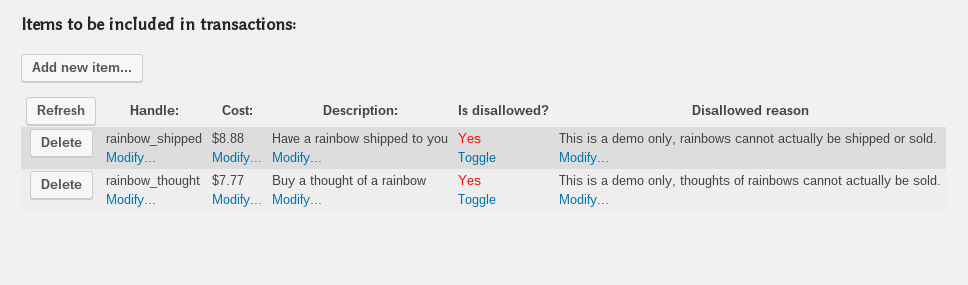 Items to be included in transactions:
Add new item...
Refresh Handle: Cost: Description: Is disallowed? Disallowed reason
Delete rainbow_shipped $8.88 Have a rainbow shipped to you Yes This is a demo only, rainbows cannot actually be shipped or sold.
Modify... Modify... Modify... Toggle Modify...
Delete rainbow_thought $7.77 Buy a thought of a rainbow Yes This is a demo only, thoughts of rainbows cannot actually be sold.
Modify... Modify... Modify... Toggle Modify...